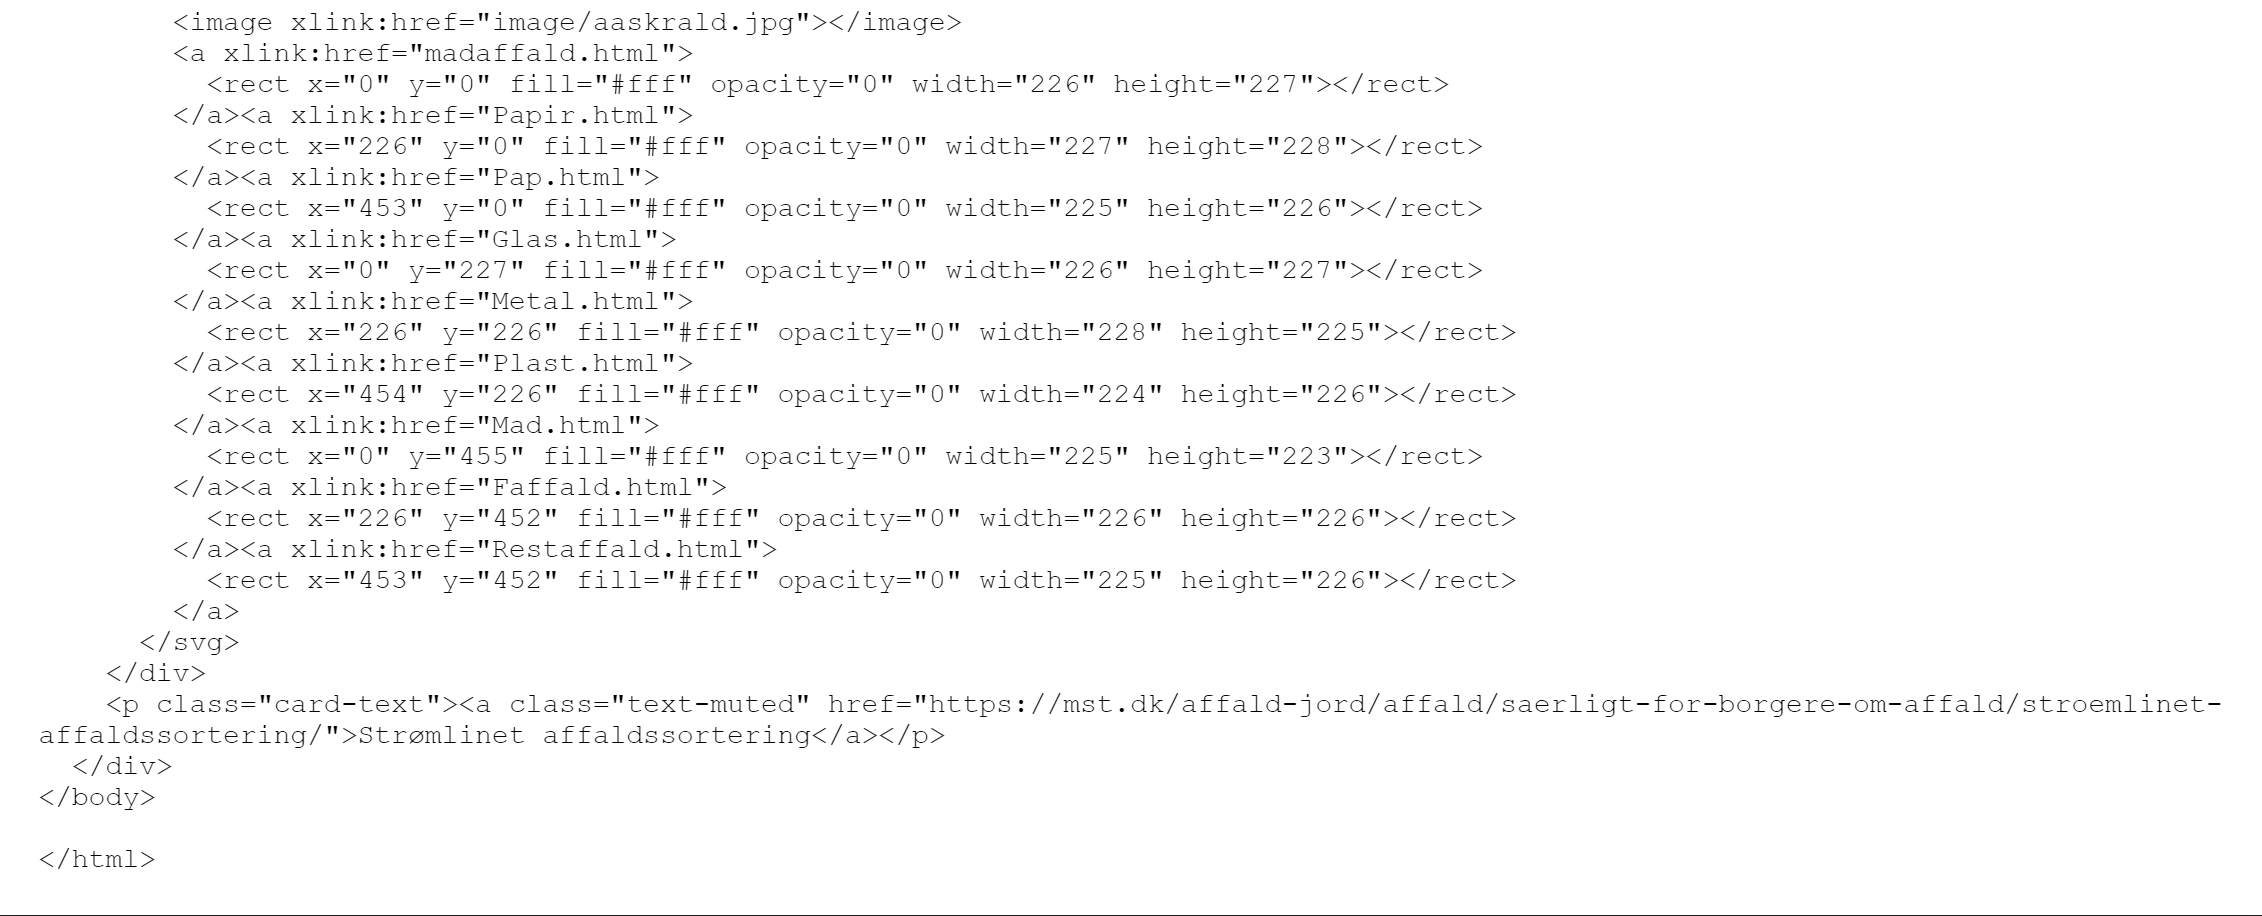 <image xlink:href="image/aaskrald.jpg"></image>
<a xlink:href="madaffald.html">
<rect x="0" y="0" fill="#fff" opacity="0" width="226" height="227"></rect>
</a><a xlink:href="Papir.html">
<rect x="226" y="0" fill="#fff" opacity="0" width="227" height="228"></rect>
</a><a xlink:href="Pap.html">
<rect x="453" y="0" fill="#fff" opacity="0" width="225" height="226"></rect>
</a><a xlink:href="Glas.html">
<rect x="0" y="227" fill="#fff" opacity="0" width="226" height="227"></rect>
</a><a xlink:href="Metal.html">
<rect x="226" y="226" fill="#fff" opacity="0" width="228" height="225"></rect>
</a><a xlink:href="Plast.html">
<rect x="454" y="226" fill="#fff" opacity="0" width="224" height="226"></rect>
</a><a xlink:href="Mad.html">
<rect x="0" y="455" fill="#fff" opacity="0" width="225" height="223"></rect>
</a><a xlink:href="Faffald.html">
<rect x="226" y="452" fill="#fff" opacity="0" width="226" height="226"></rect>
</a><a xlink:href="Restaffald.html">
<rect x="453" y="452" fill="#fff" opacity="0" width="225" height="226"></rect>
</a>
</svg>
</div>
<p class="card-text"><a class="text-muted" href="https://mst.dk/affald-jord/affald/saerligt-for-borgere-om-affald/stroemlinet-
affaldssortering/">Strømlinet affaldssortering</a></p>
</div>
</body>
</html>